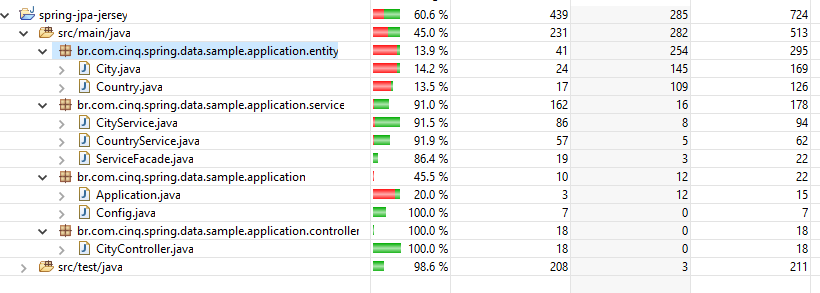 spring-jpa-jersey 60.6 % 439 285 724
src/main/java 45.0 % 231 282 513
br.com.cinq.spring.data.sample.application.entity 13.9 % 41 254 295
City.java 14.2 % 24 145 169
Country.java 13.5 % 17 109 126
br.com.cinq.spring.data.sample.application.service 91.0 % 162 16 178
CityService.java 91.5 % 86 8 94
CountryService.java 91.9 % 57 5 62
ServiceFacade.java 86.4 % 19 3 22
br.com.cinq.spring.data.sample.application 45.5 % 10 12 22
Application.java 20.0 % 3 12 15
Config.java 100.0 % 7 0 7
br.com.cinq.spring.data.sample.application.controller 100.0 % 18 0 18
CityController.java 100.0 % 18 0 18
src/test/java 98.6 % 208 3 211